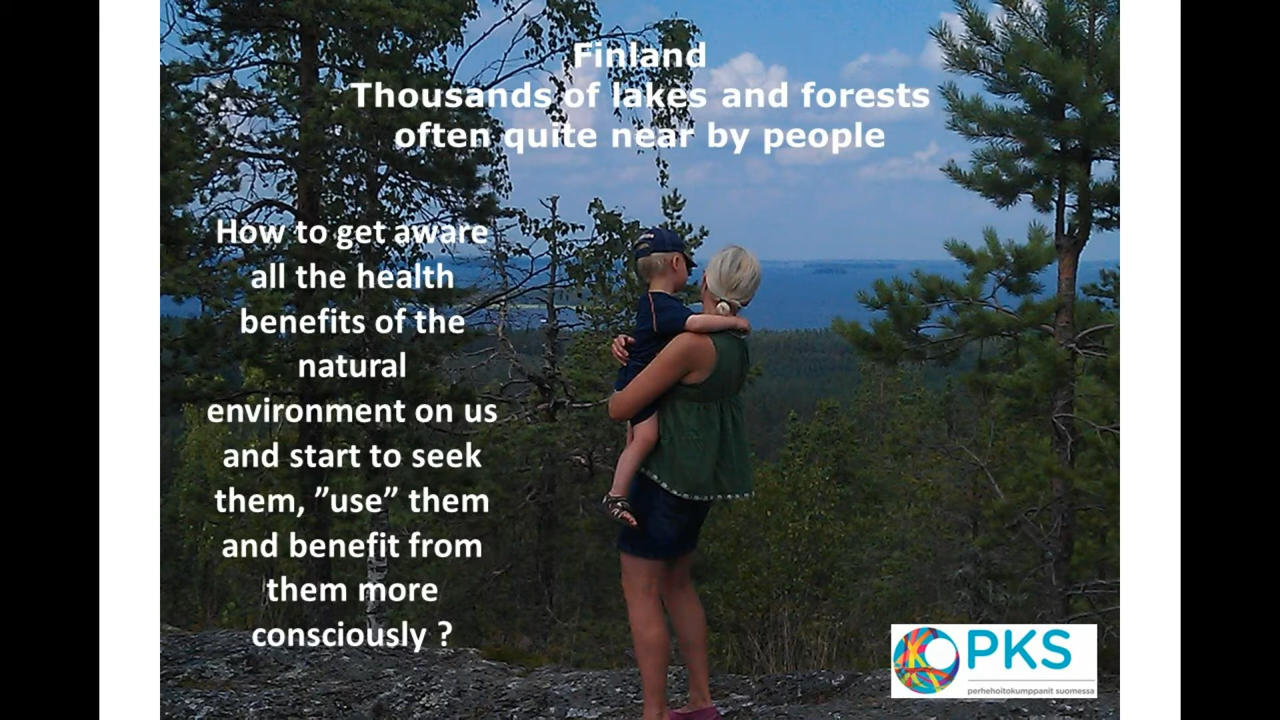 Finland
Thousands of lakes and forests
often quite near by people
How to get aware
all the health
benefits of the
natural
environment on us
and start to seek
them, ”use” them
and benefit from
them more
consciously ?
PKS
perhehoitokumppanit suomessa